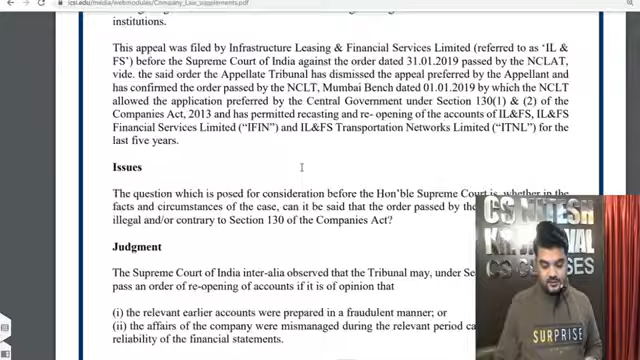 icsi.edu/media/webmodules/Company_Law_supplements.pdf
institutions.
This appeal was filed by Infrastructure Leasing & Financial Services Limited (referred to as ‘IL &
FS’) before the Supreme Court of India against the order dated 31.01.2019 passed by the NCLAT,
vide. the said order the Appellate Tribunal has dismissed the appeal preferred by the Appellant and
has confirmed the order passed by the NCLT, Mumbai Bench dated 01.01.2019 by which the NCLT
allowed the application preferred by the Central Government under Section 130(1) & (2) of the
Companies Act, 2013 and has permitted recasting and re- opening of the accounts of IL&FS, IL&FS
Financial Services Limited (“IFIN”) and IL&FS Transportation Networks Limited (“ITNL”) for the
last five years.
Issues
The question which is posed for consideration before the Hon’ble Supreme Court is, whether in the
facts and circumstances of the case, can it be said that the order passed by the
illegal and/or contrary to Section 130 of the Companies Act?
Judgment
The Supreme Court of India inter-alia observed that the Tribunal may, under Se
pass an order of re-opening of accounts if it is of opinion that
(i) the relevant earlier accounts were prepared in a fraudulent manner; or
(ii) the affairs of the company were mismanaged during the relevant period ca
reliability of the financial statements.
CS
CS CLASSES
SURPRISE